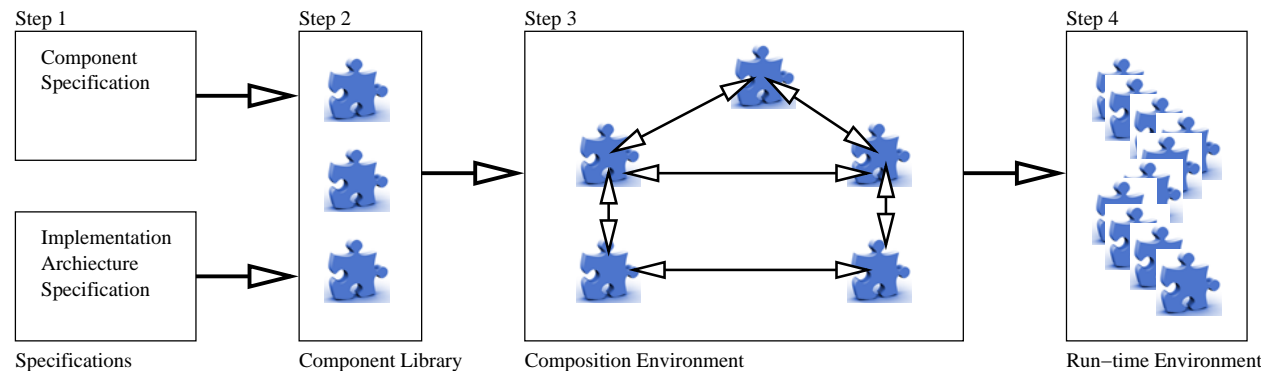 Step 1
Step 2
Step 3
Step 4
Component
Specification
Implementation
Archiecture
Specification
Specifications
Component Library
Composition Environment
Run−time Environment